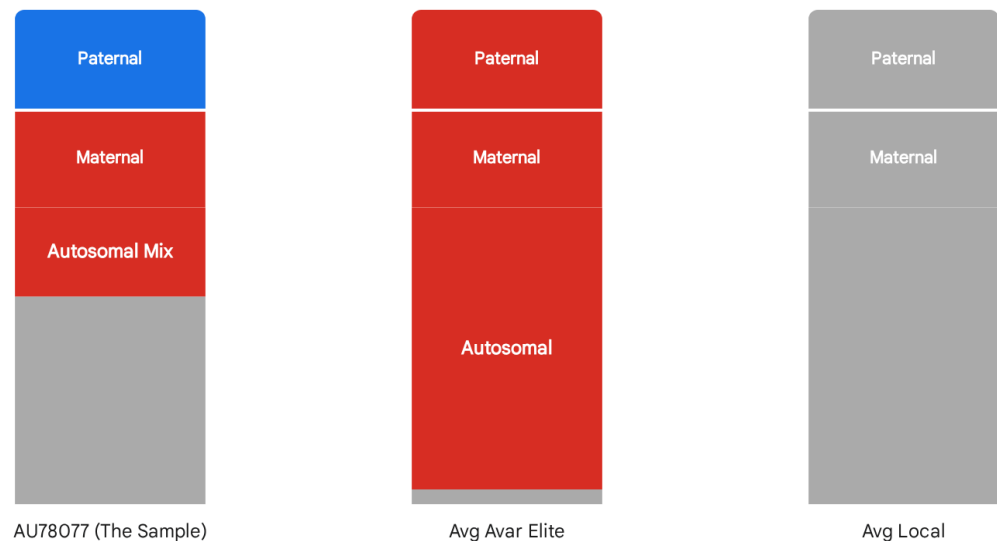 Paternal
Maternal
Autosomal Mix
AU78077 (The Sample)
Paternal
Maternal
Autosomal
Avg Avar Elite
Paternal
Maternal
Avg Local